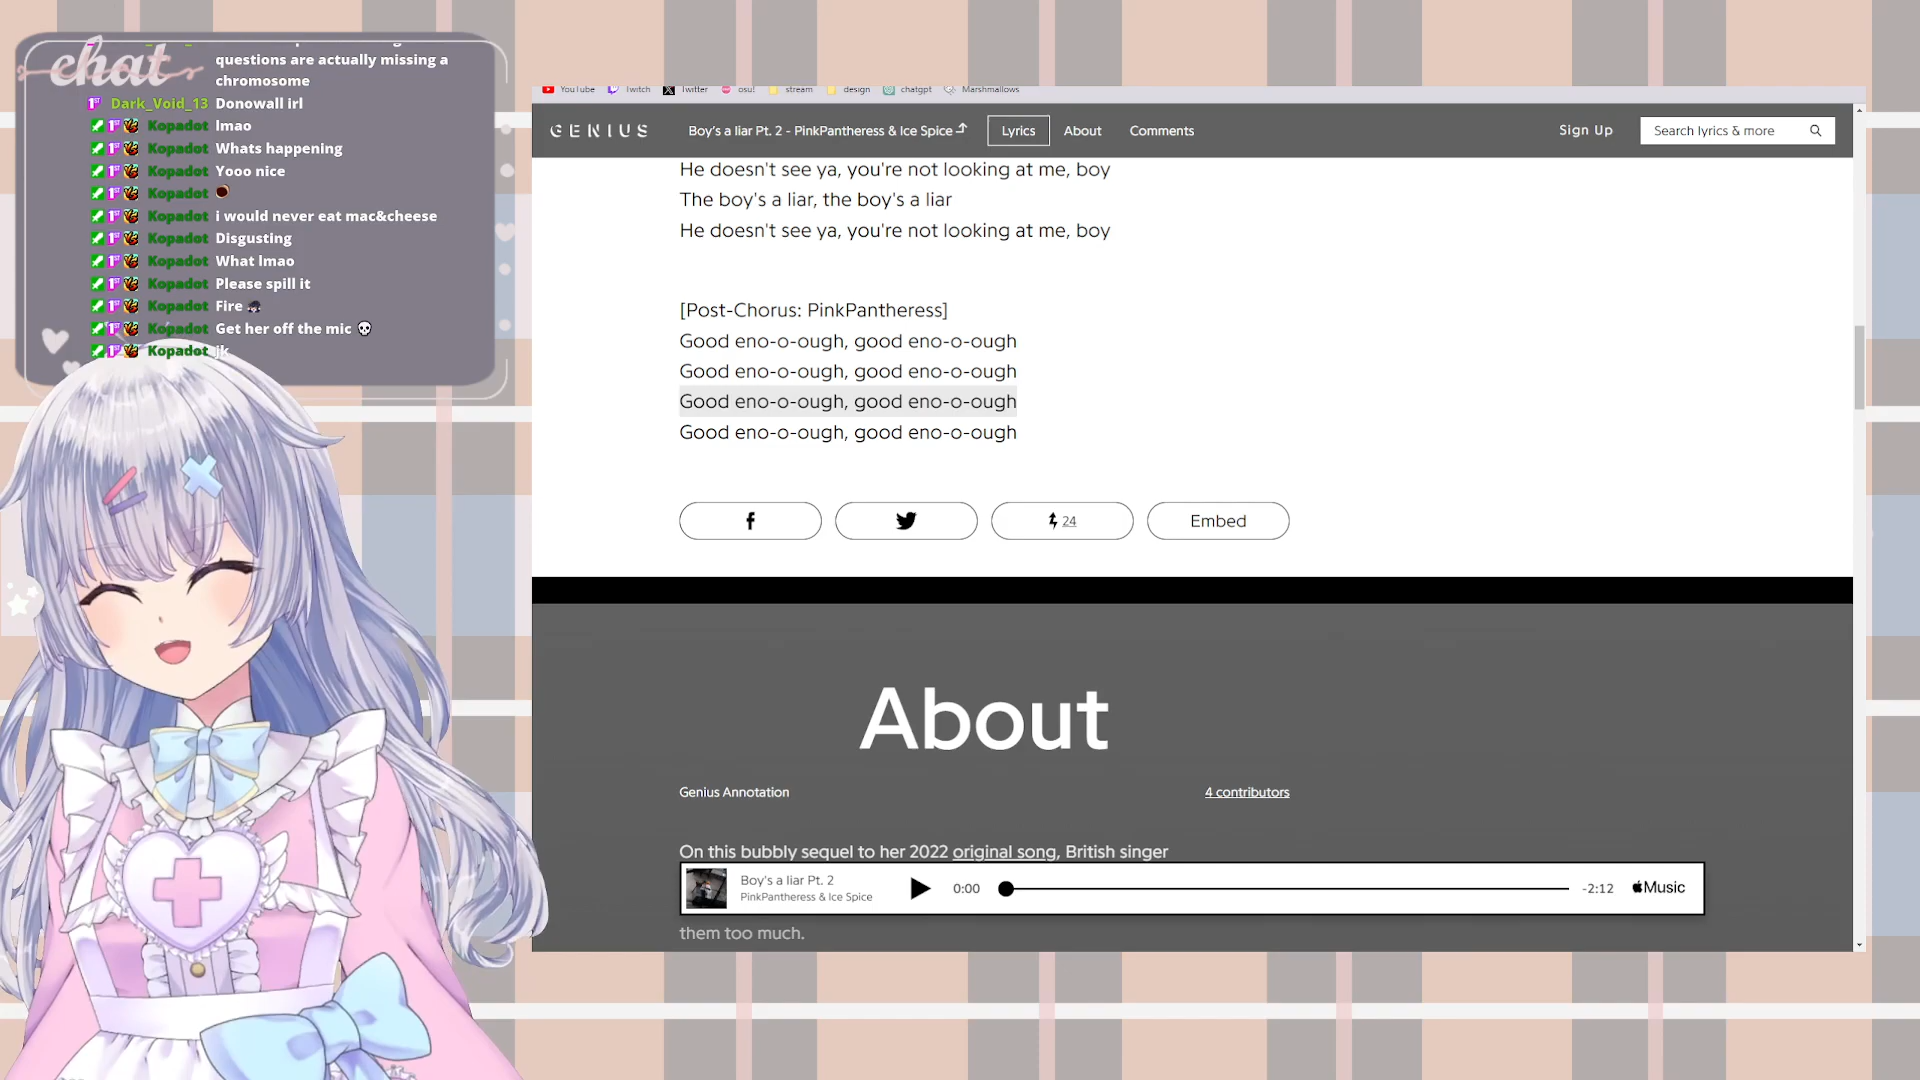 chat
questions are actually missing a
chromosome
Dark_Void_13 Donowall irl
Kopadot lmao
Kopadot Whats happening
Kopadot Yooo nice
Kopadot
Kopadot i would never eat mac&cheese
Kopadot Disgusting
Kopadot What lmao
Kopadot Please spill it
Kopadot Fire
Kopadot Get her off the mic
Kopadot jk
YouTube Twitch Twitter osu! stream design chatgpt Marshmallows
GENIUS Boy's a liar Pt. 2 - PinkPantheress & Ice Spice Lyrics About Comments Sign Up Search lyrics & more
He doesn't see ya, you're not looking at me, boy
The boy's a liar, the boy's a liar
He doesn't see ya, you're not looking at me, boy
[Post-Chorus: PinkPantheress]
Good eno-o-ough, good eno-o-ough
Good eno-o-ough, good eno-o-ough
Good eno-o-ough, good eno-o-ough
Good eno-o-ough, good eno-o-ough
24 Embed
About
Genius Annotation 4 contributors
On this bubbly sequel to her 2022 original song, British singer
Boy's a liar Pt. 2
PinkPantheress & Ice Spice
0:00 -2:12 Music
them too much.